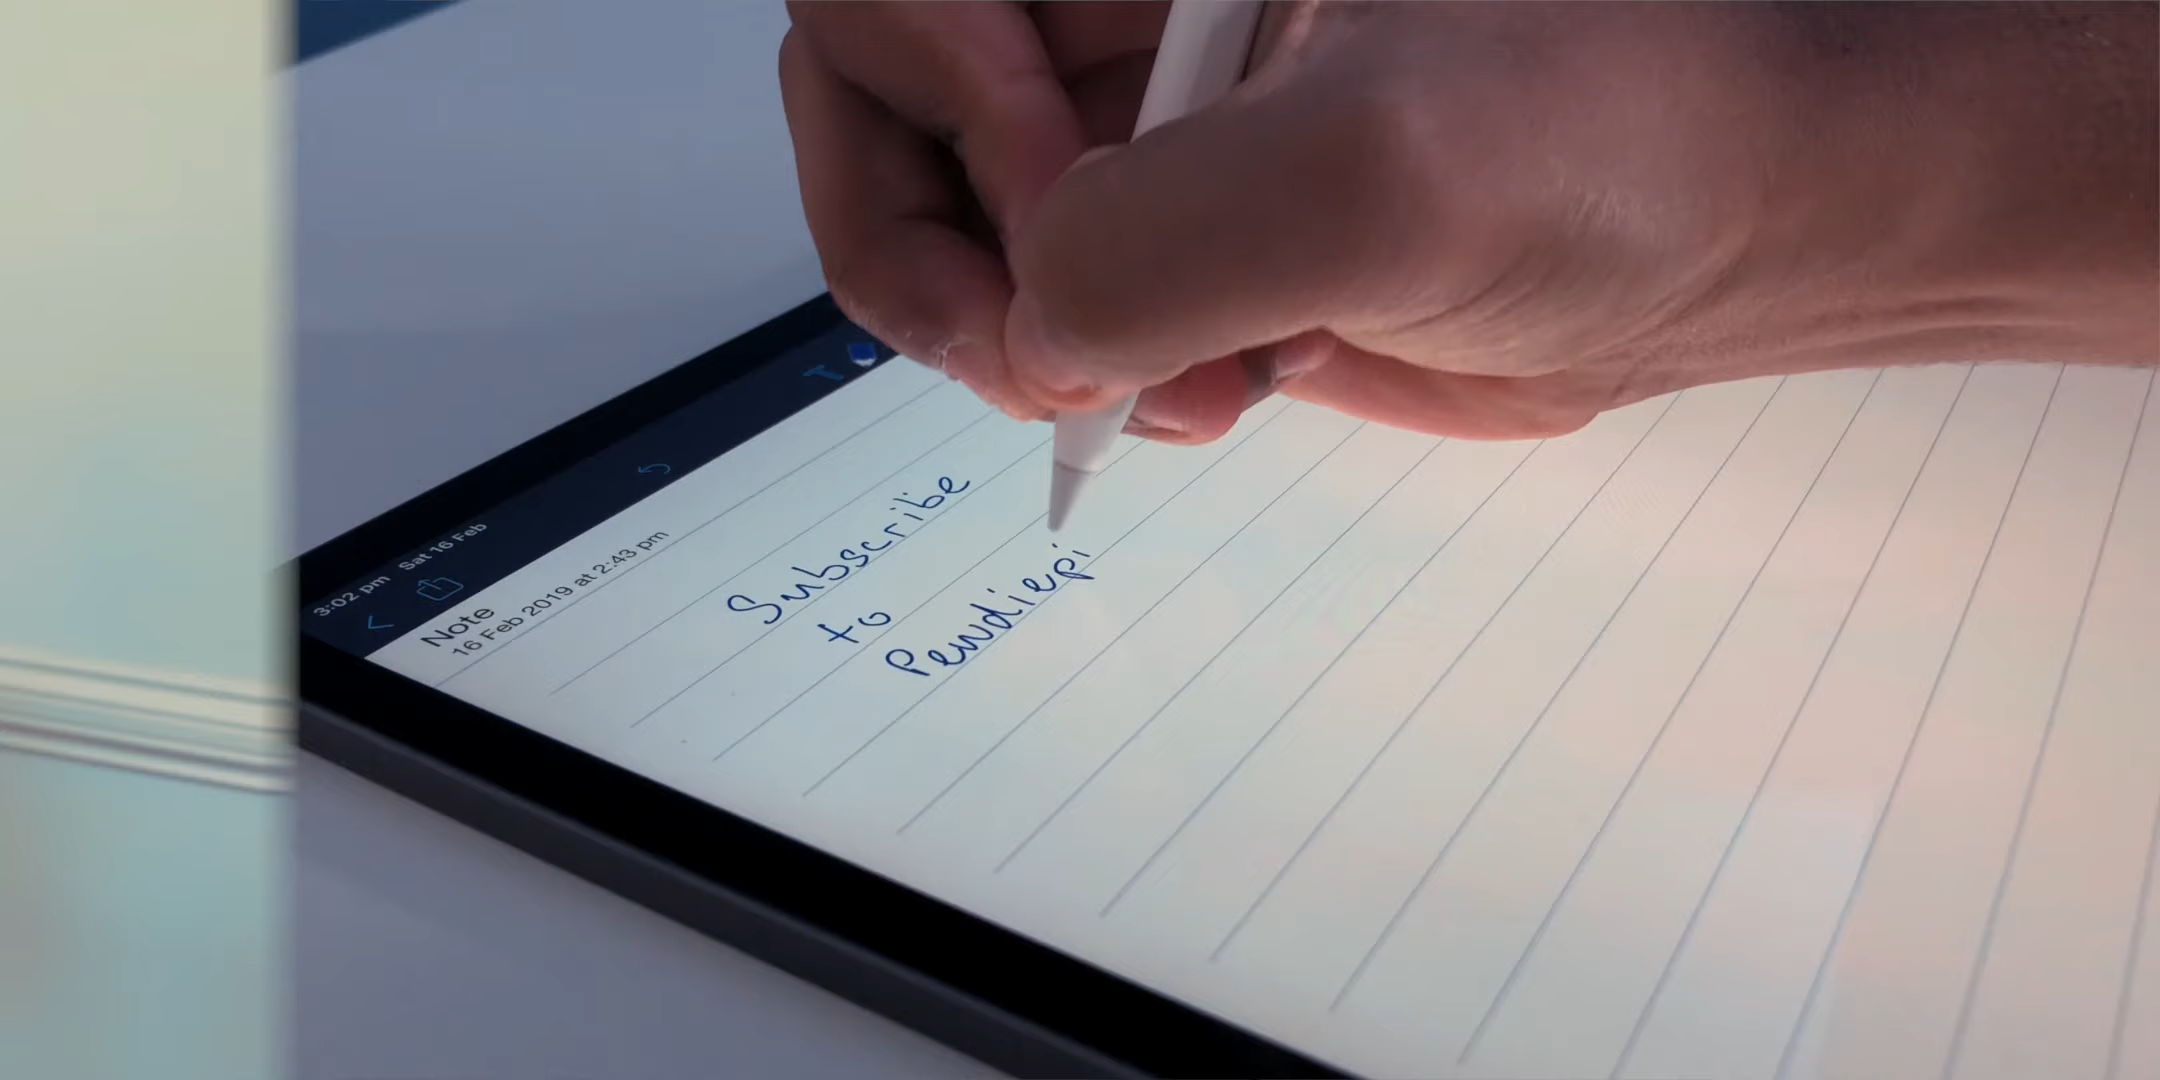 3:02 pm Sat 16 Feb
Note
16 Feb 2019 at 2:43 pm
Subscribe
to
Pewdiepi